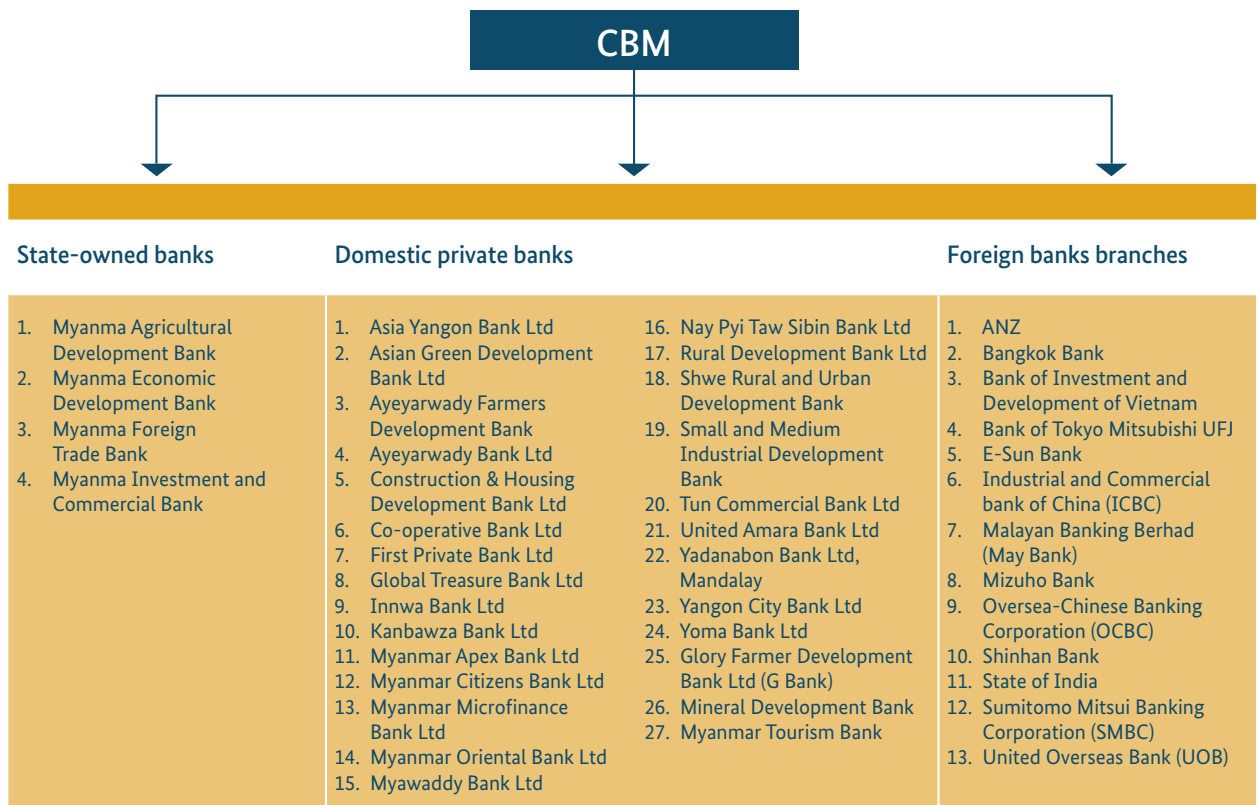 CBM
State-owned banks
1. Myanma Agricultural
Development Bank
2. Myanma Economic
Development Bank
3. Myanma Foreign
Trade Bank
4. Myanma Investment and
Commercial Bank
Domestic private banks
1. Asia Yangon Bank Ltd
2. Asian Green Development
Bank Ltd
3. Ayeyarwady Farmers
Development Bank
4. Ayeyarwady Bank Ltd
5. Construction & Housing
Development Bank Ltd
6. Co-operative Bank Ltd
7. First Private Bank Ltd
8. Global Treasure Bank Ltd
9. Innwa Bank Ltd
10. Kanbawza Bank Ltd
11. Myanmar Apex Bank Ltd
12. Myanmar Citizens Bank Ltd
13. Myanmar Microfinance
Bank Ltd
14. Myanmar Oriental Bank Ltd
15. Myawaddy Bank Ltd
16. Nay Pyi Taw Sibin Bank Ltd
17. Rural Development Bank Ltd
18. Shwe Rural and Urban
Development Bank
19. Small and Medium
Industrial Development
Bank
20. Tun Commercial Bank Ltd
21. United Amara Bank Ltd
22. Yadanabon Bank Ltd,
Mandalay
23. Yangon City Bank Ltd
24. Yoma Bank Ltd
25. Glory Farmer Development
Bank Ltd (G Bank)
26. Mineral Development Bank
27. Myanmar Tourism Bank
Foreign banks branches
1. ANZ
2. Bangkok Bank
3. Bank of Investment and
Development of Vietnam
4. Bank of Tokyo Mitsubishi UFJ
5. E-Sun Bank
6. Industrial and Commercial
bank of China (ICBC)
7. Malayan Banking Berhad
(May Bank)
8. Mizuho Bank
9. Oversea-Chinese Banking
Corporation (OCBC)
10. Shinhan Bank
11. State of India
12. Sumitomo Mitsui Banking
Corporation (SMBC)
13. United Overseas Bank (UOB)